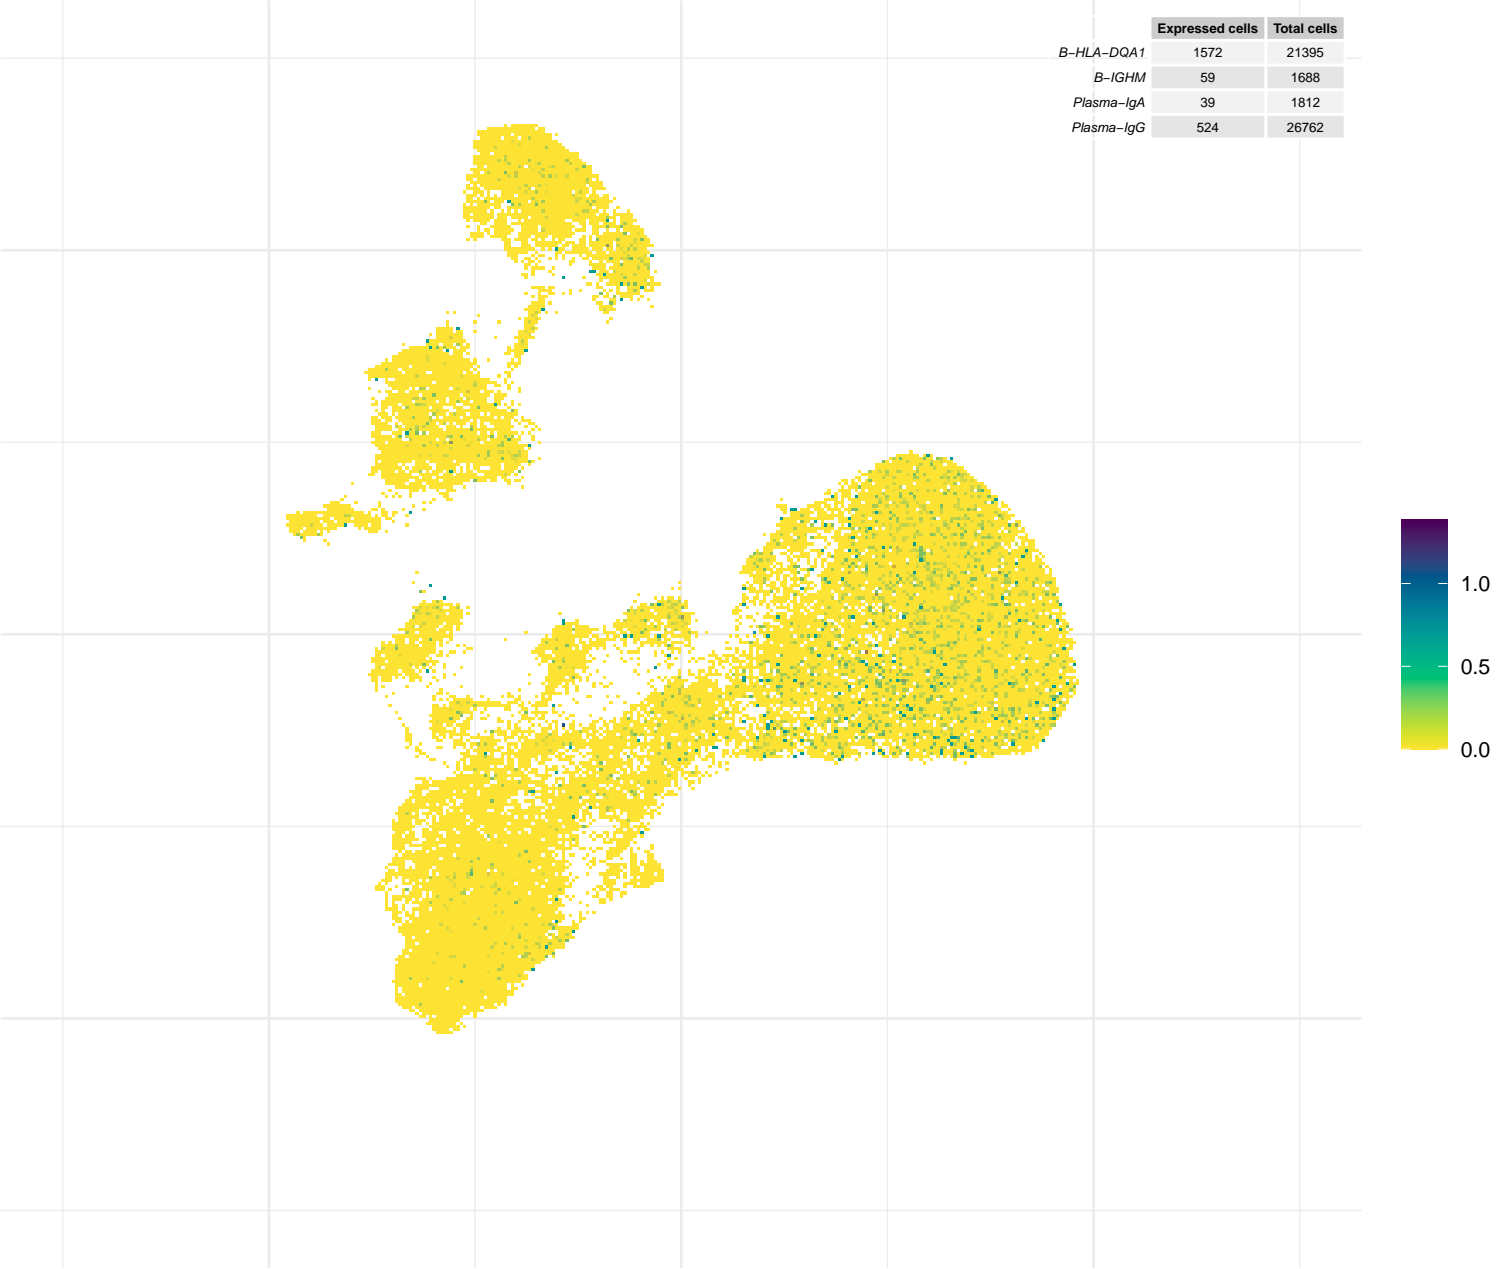 Expressed cells Total cells
B−HLA−DQA1 1572 21395
B−IGHM 59 1688
Plasma−IgA 39 1812
Plasma−IgG 524 26762
1.0
0.5
0.0